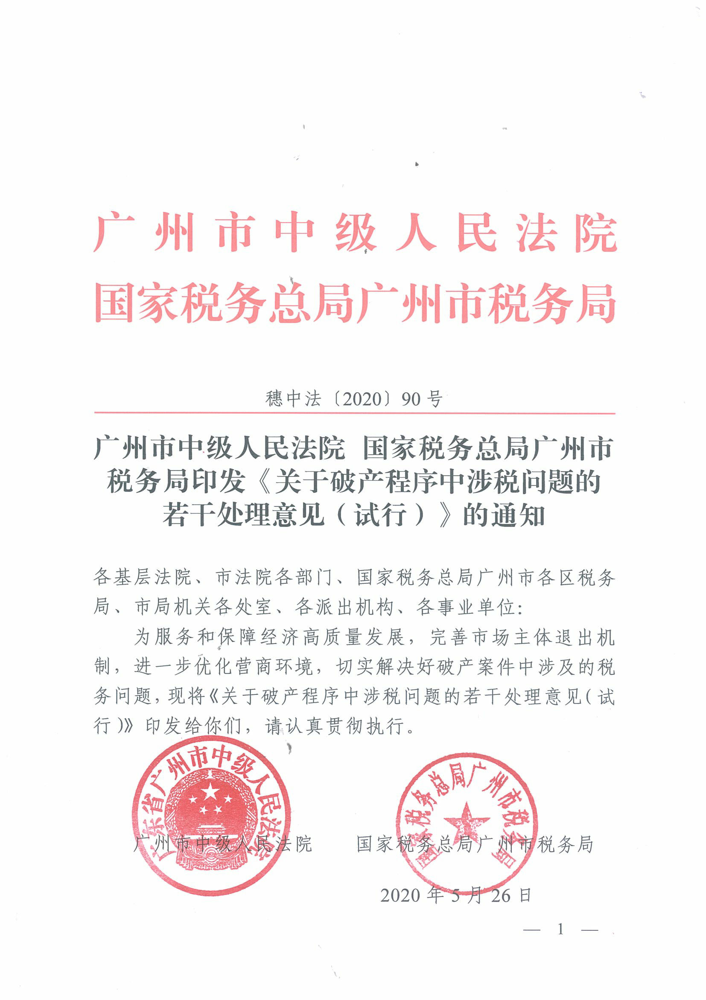 广州市中级人民法院
国家税务总局广州市税务局
穗中法〔2020〕90号
广州市中级人民法院 国家税务总局广州市
税务局印发《关于破产程序中涉税问题的
若干处理意见（试行）》的通知
各基层法院、市法院各部门、国家税务总局广州市各区税务
局、市局机关各处室、各派出机构、各事业单位：
为服务和保障经济高质量发展，完善市场主体退出机
制，进一步优化营商环境，切实解决好破产案件中涉及的税
务问题，现将《关于破产程序中涉税问题的若干处理意见（试
行）》印发给你们，请认真贯彻执行。
广东省广州市中级人民法院
国家税务总局广州市税务局
广州市中级人民法院 国家税务总局广州市税务局
2020年5月26日
— 1 —